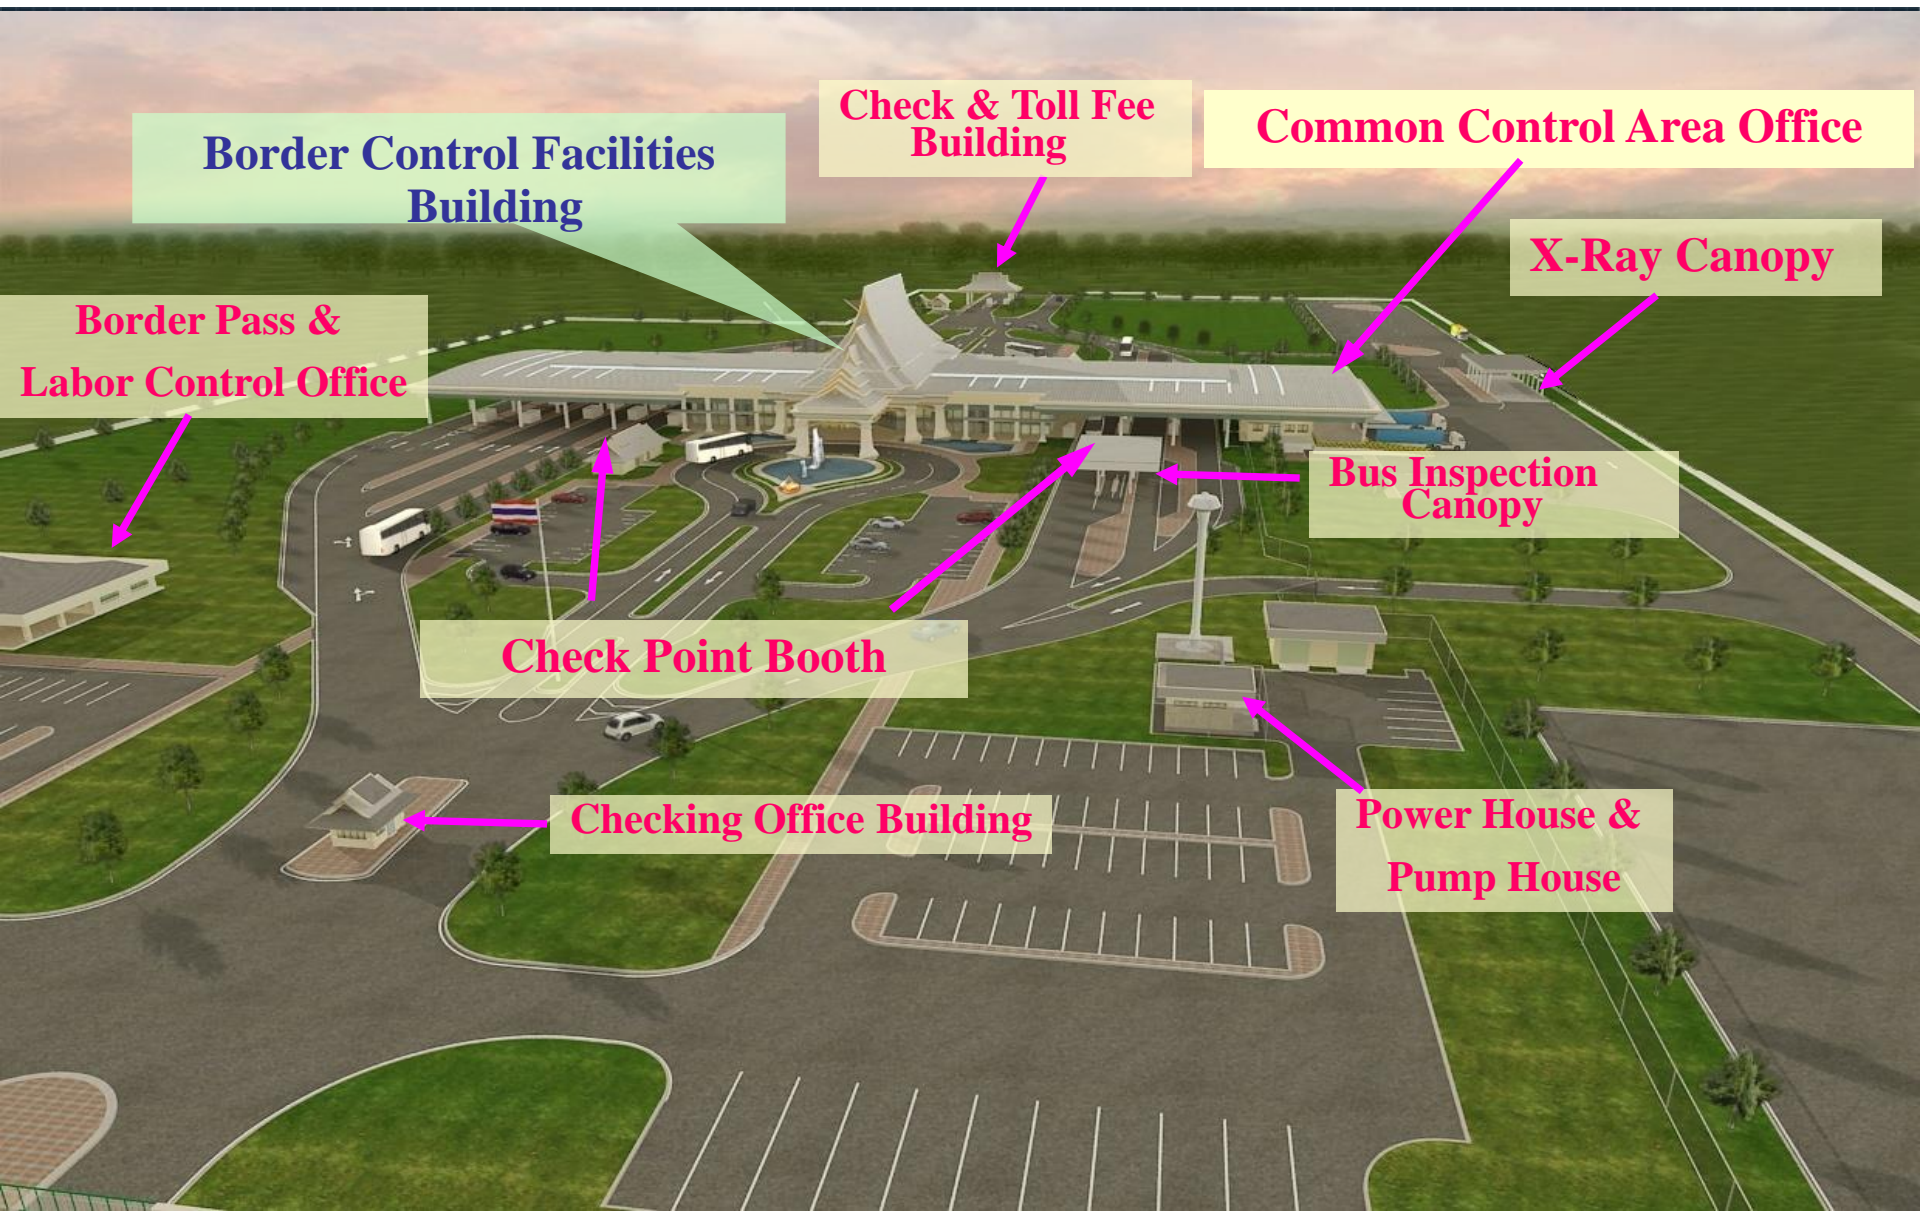 Check & Toll Fee
Building
Common Control Area Office
Border Control Facilities
Building
X-Ray Canopy
Border Pass &
Labor Control Office
Bus Inspection
Canopy
Check Point Booth
Checking Office Building
Power House &
Pump House